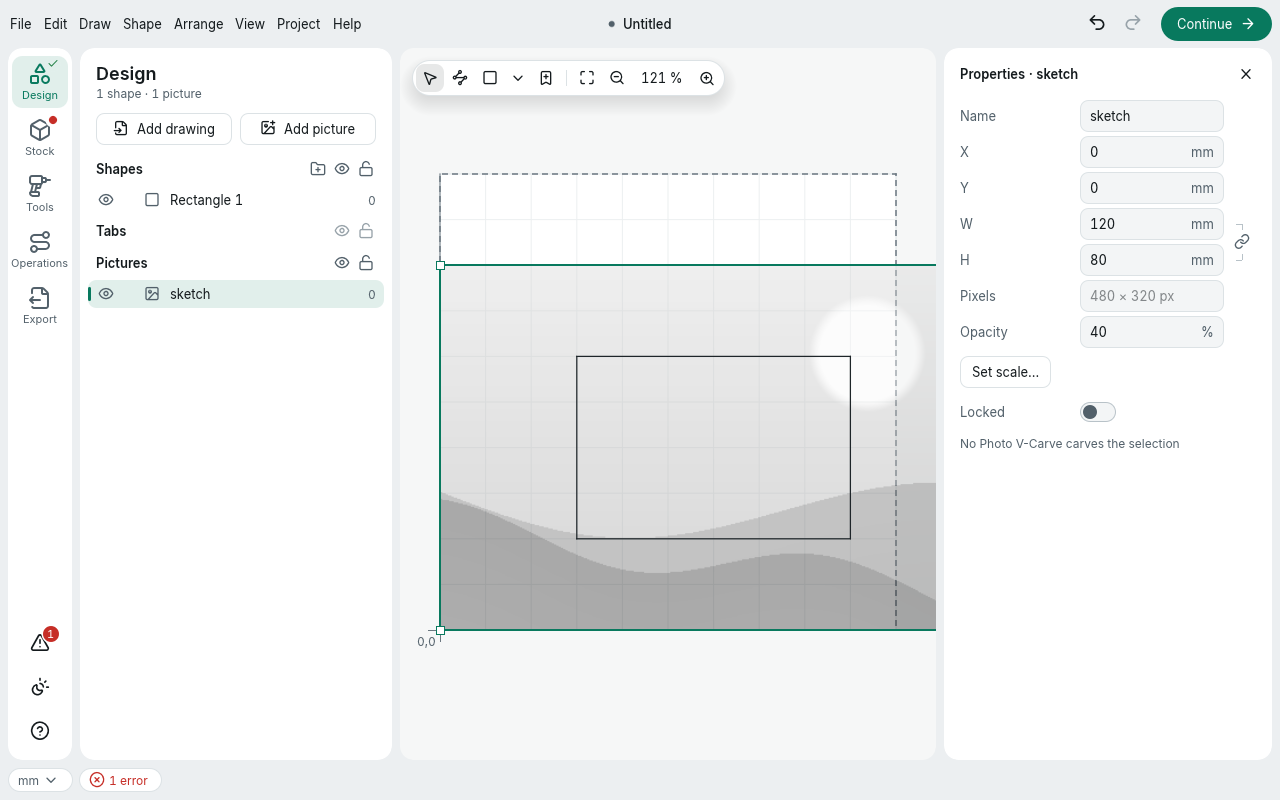 File Edit Draw Shape Arrange View Project Help
Untitled
Continue
Design
Stock
Tools
Operations
Export
1
Design
1 shape · 1 picture
Add drawing
Add picture
Shapes
Rectangle 1 0
Tabs
Pictures
sketch 0
121 %
0,0
Properties · sketch
Name sketch
X 0 mm
Y 0 mm
W 120 mm
H 80 mm
Pixels 480 × 320 px
Opacity 40 %
Set scale...
Locked
No Photo V-Carve carves the selection
mm
1 error